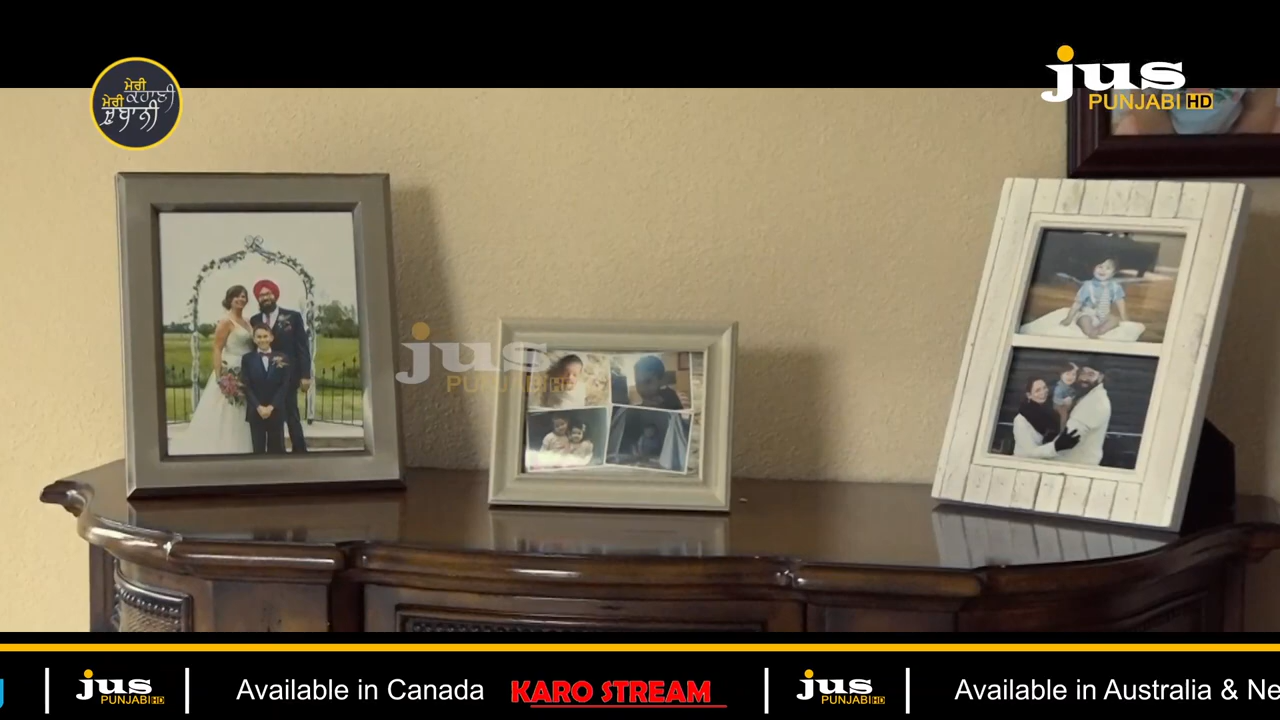 ਮੇਰੀ
ਕਹਾਣੀ
ਮੇਰੀ
ਜ਼ੁਬਾਨੀ
jus
PUNJABI HD
jus
PUNJABI HD
jus
PUNJABI HD
Available in Canada
KARO STREAM
jus
PUNJABI HD
Available in Australia & Ne